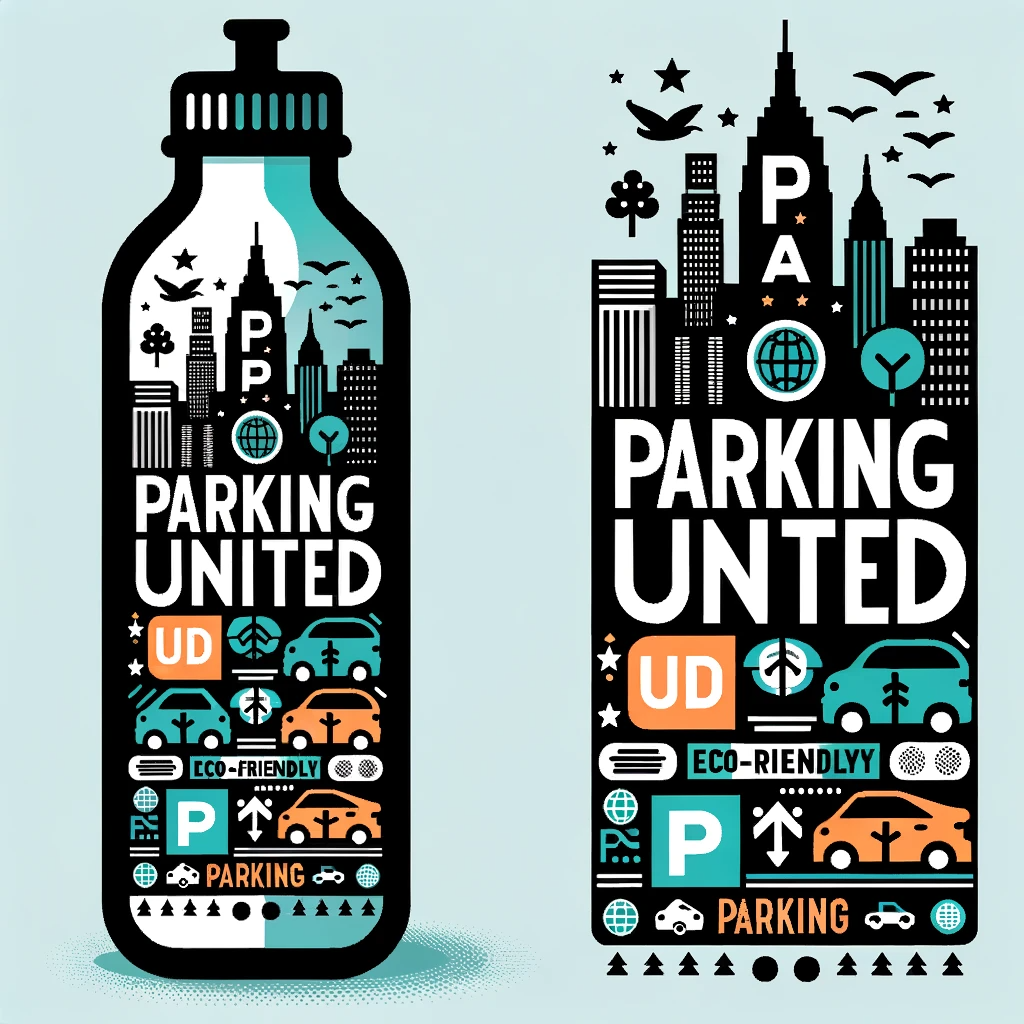 P
P
PARKING
UNITED
UD
ECO-FRIENDLY
P
PARKING
P
A
PARKING
UNTED
UD
ECO-RIENDLYY
P
PARKING